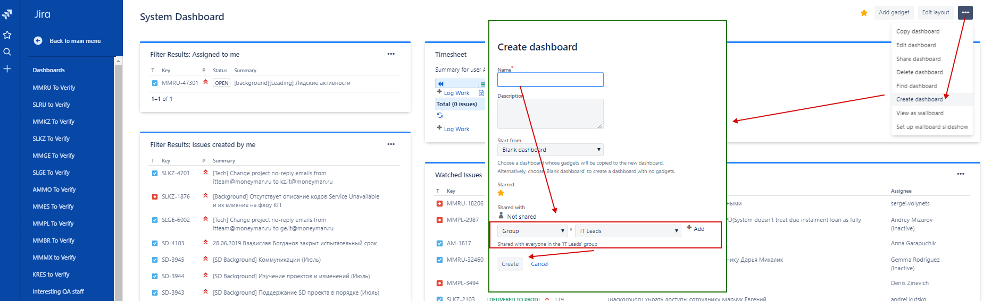 Jira
Back to main menu
Dashboards
MMRU To Verify
SLRU to Verify
MMKZ To Verify
SLKZ To Verify
MMGE To Verify
SLGE To Verify
AMMO To Verify
MMES To Verify
MMPL To Verify
MMBR To Verify
MMMX to Verify
KRES to Verify
Interesting QA staff
System Dashboard
Add gadget
Edit layout
Copy dashboard
Edit dashboard
Share dashboard
Delete dashboard
Find dashboard
Create dashboard
View as wallboard
Set up wallboard slideshow
Filter Results: Assigned to me
T Key P Status Summary
MMRU-47301 OPEN [background][Leading] Лидские активности
1–1 of 1
Filter Results: Issues created by me
T Key P Summary
SLKZ-4701 [Tech] Change project no-reply emails from
itteam@moneyman.ru to kz.it@moneyman.ru
SLKZ-1876 [Background] Отсутствует описание кодов Service Unavailable
и их влияние на флоу КП
SLGE-6002 [Tech] Change project no-reply emails from
itteam@moneyman.ru to ge.it@moneyman.ru
SD-4103 28.06.2019 Владислав Богданов закрыт испытательный срок
SD-3945 [SD Background] Коммуникации (Июль)
SD-3944 [SD Background] Изучение проектов и изменений (Июль)
SD-3943 [SD Background] Поддержание SD проекта в порядке (Июль)
Timesheet
Summary for user A
Log Work
Total (0 issues)
Log Work
Create dashboard
Name*
Description
Start from
Blank dashboard
Choose a dashboard whose gadgets will be copied to the new dashboard.
Alternatively, choose 'Blank dashboard' to create a dashboard with no gadgets.
Starred
Shared with
Not shared
Group IT Leads Add
Shared with everyone in the 'IT Leads' group
Create Cancel
Watched Issues
T Key Assignee
MMRU-18206 ными sergei.volynets
MMPL-2987 PD(System doesn't treat due instalment loan as fully Andrey Mizurov
(Inactive)
AM-1817 Anna Garapuchik
MMRU-32460 нику Дарья Михалик Gemma Rodriguez
(Inactive)
MMPL-3494 Denis Zinevich
SLKZ-2103 DELIVERED TO PROD 119 [Background] Убрать доступы сотруднику Марчук Евгений andrei kutsko